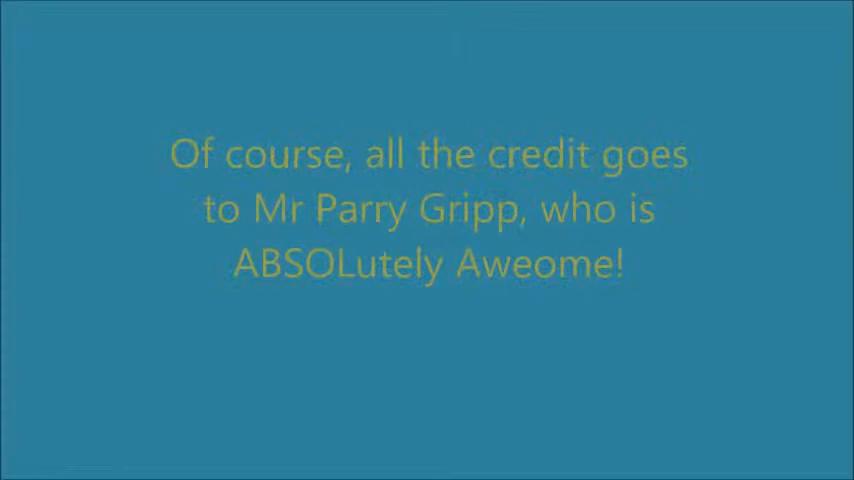 Of course, all the credit goes
to Mr Parry Gripp, who is
ABSOLutely Aweome!